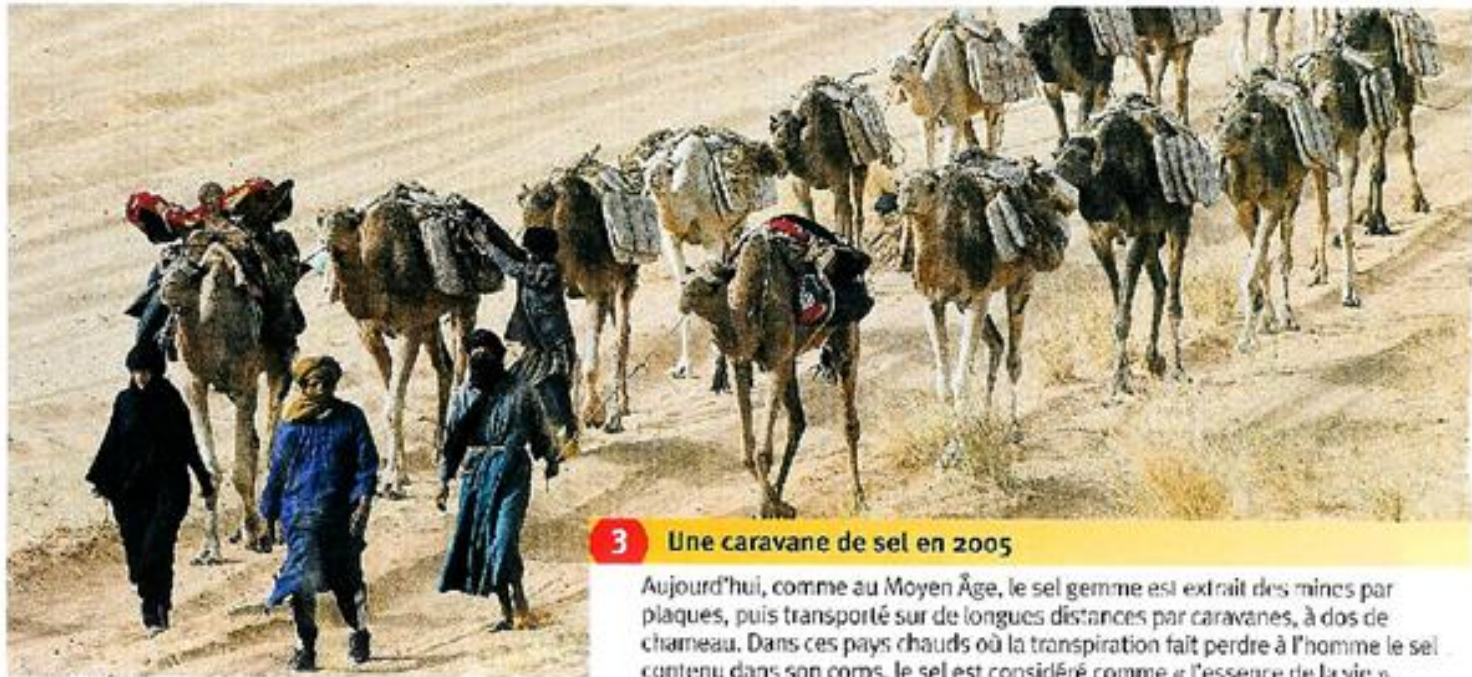 3 Une caravane de sel en 2005
Aujourd'hui, comme au Moyen Âge, le sel gemme est extrait des mines par
plaques, puis transporté sur de longues distances par caravanes, à dos de
chameau. Dans ces pays chauds où la transpiration fait perdre à l'homme le sel
contenu dans son corps, le sel est considéré comme « l'essence de la vie ».